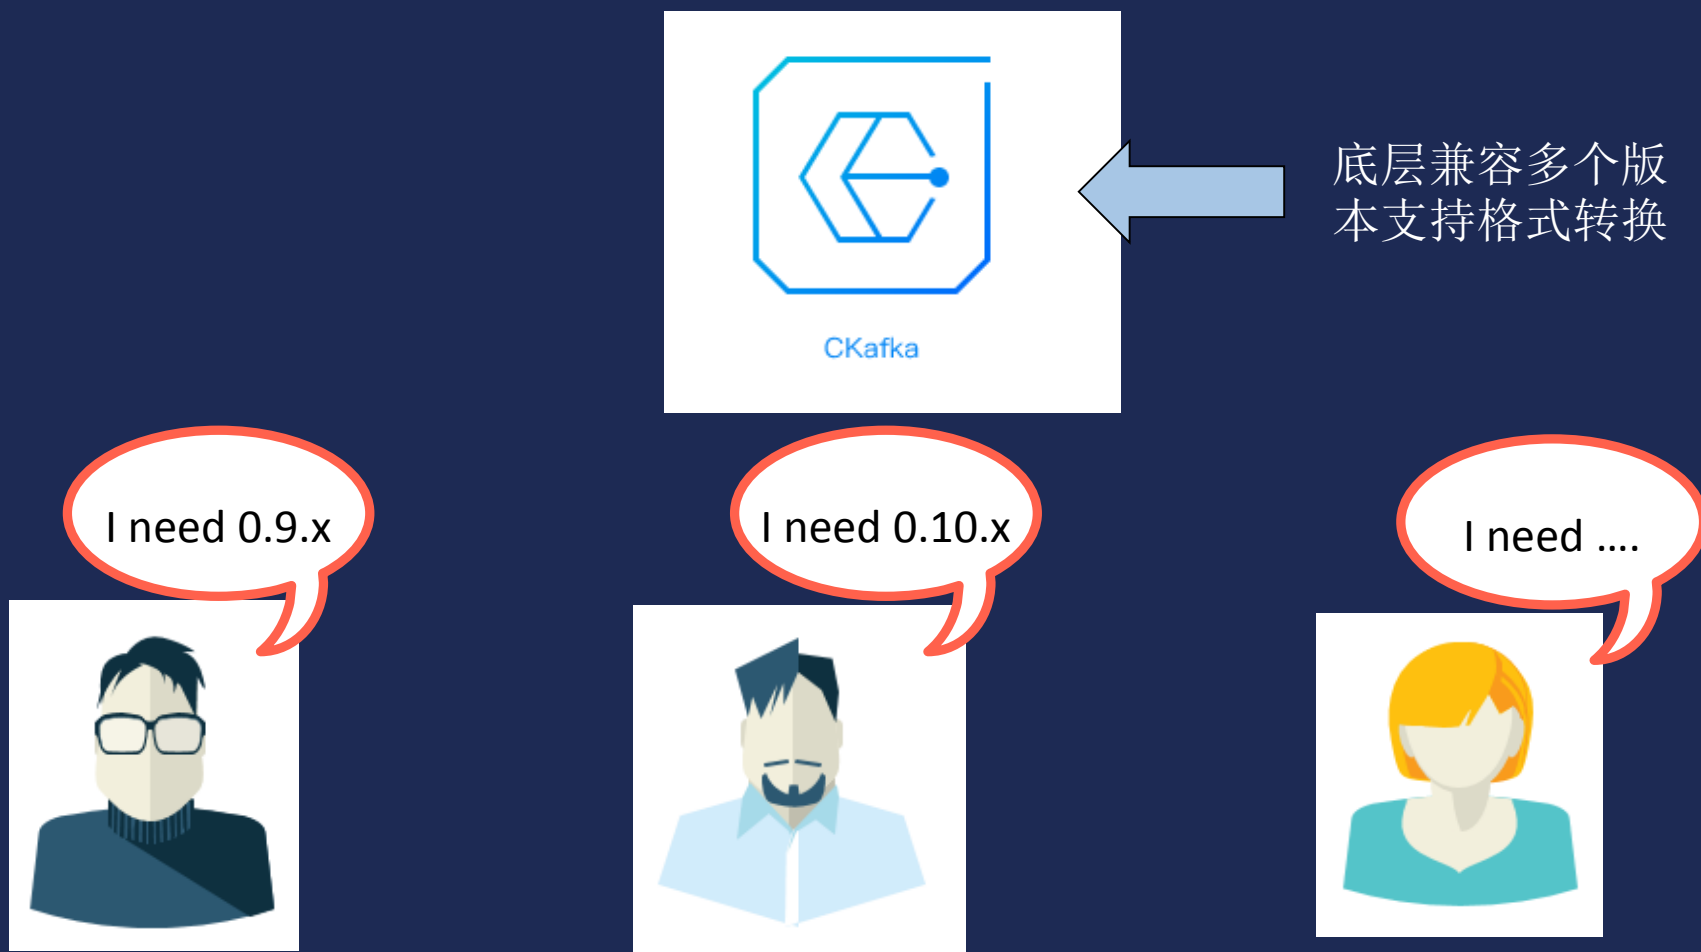 底层兼容多个版
本支持格式转换
CKafka
I need 0.9.x
I need 0.10.x
I need ....